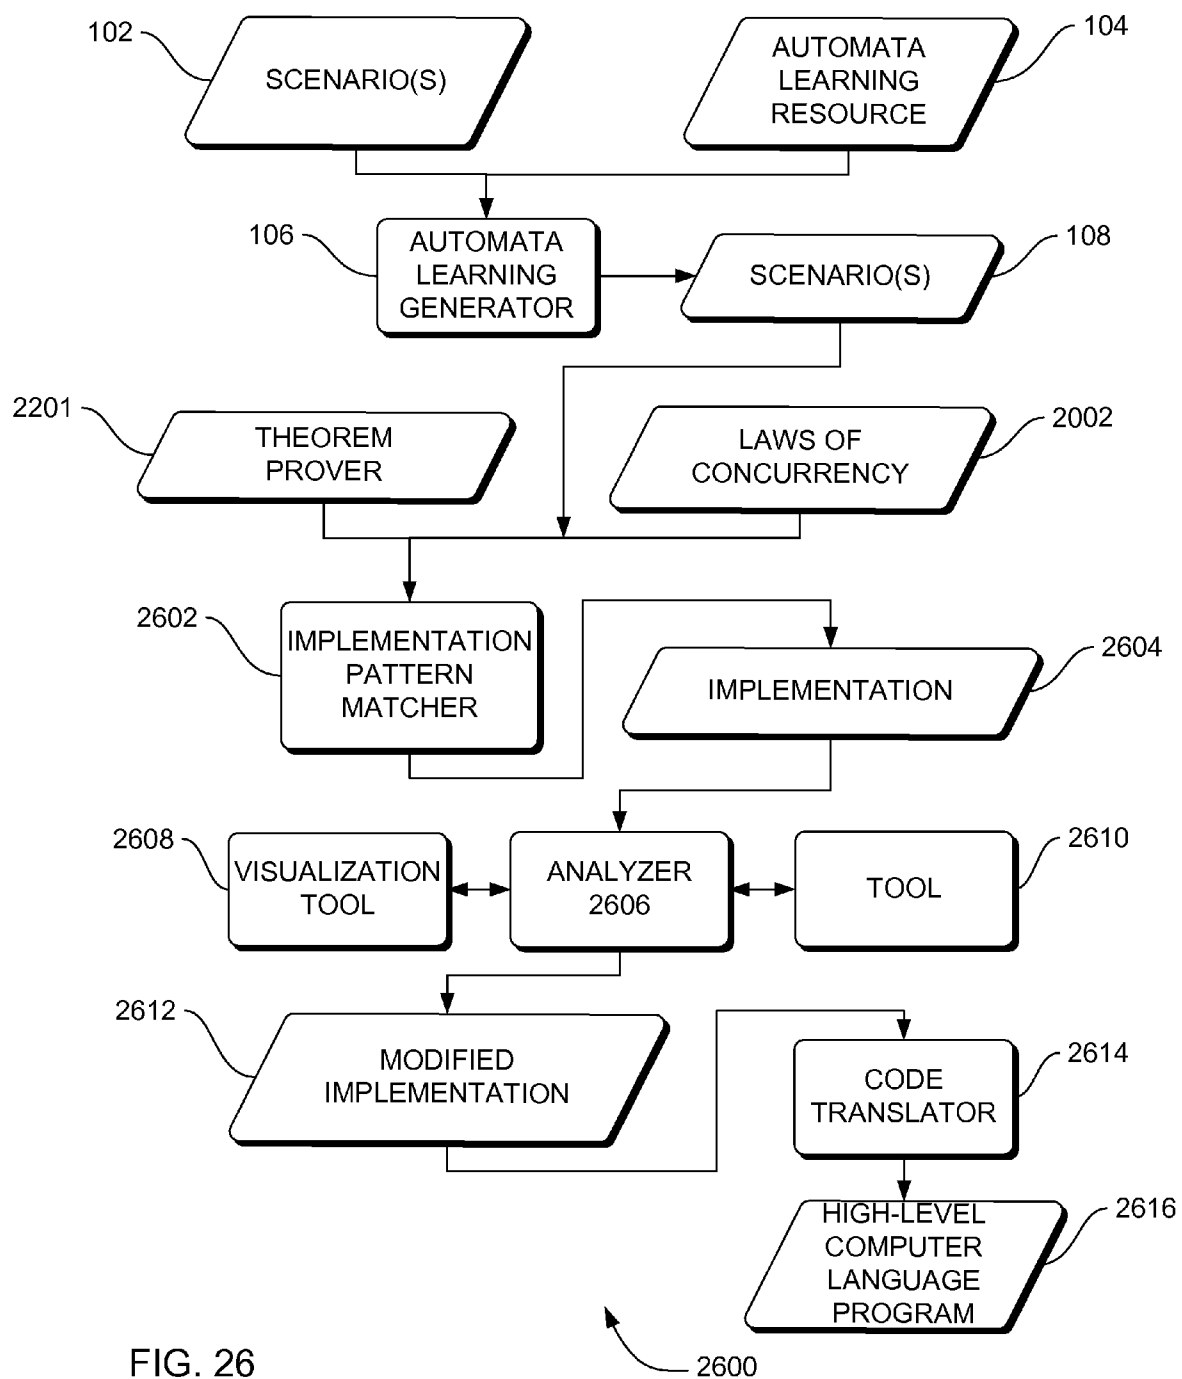 102
SCENARIO(S)
AUTOMATA
LEARNING
RESOURCE
104
106
AUTOMATA
LEARNING
GENERATOR
SCENARIO(S)
108
2201
THEOREM
PROVER
LAWS OF
CONCURRENCY
2002
2602
IMPLEMENTATION
PATTERN
MATCHER
IMPLEMENTATION
2604
2608
VISUALIZATION
TOOL
ANALYZER
2606
TOOL
2610
2612
MODIFIED
IMPLEMENTATION
CODE
TRANSLATOR
2614
HIGH-LEVEL
COMPUTER
LANGUAGE
PROGRAM
2616
FIG. 26
2600